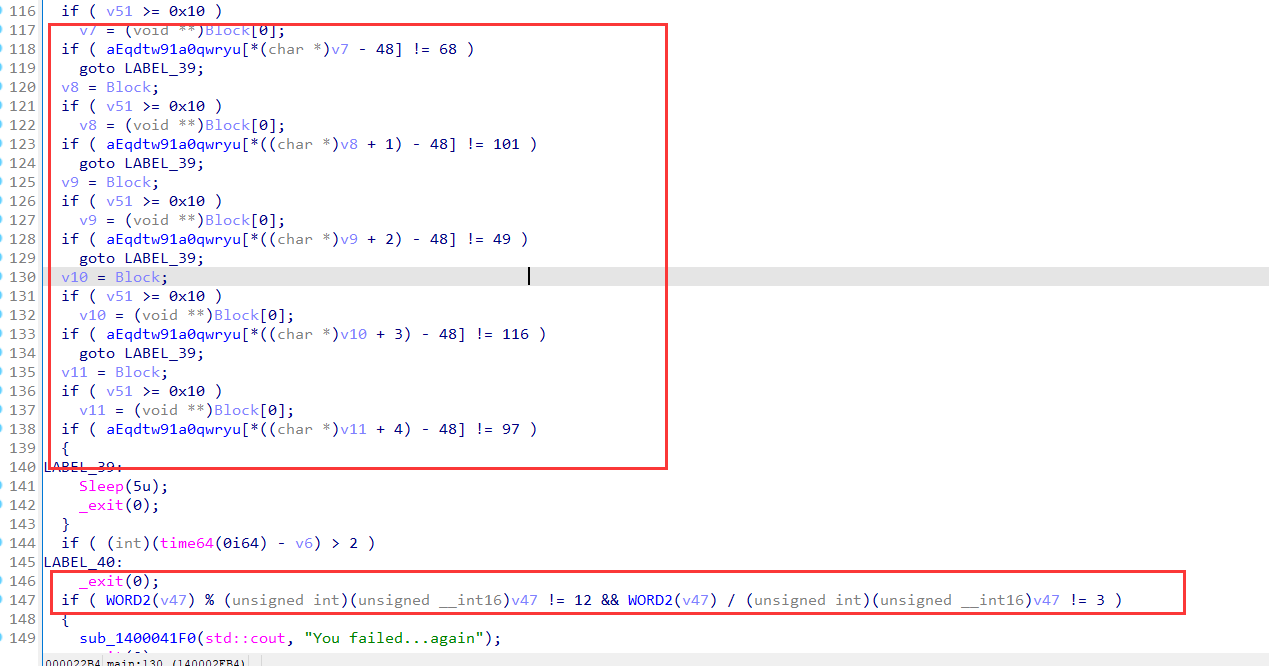 116 if ( v51 >= 0x10 )
117 v7 = (void **)Block[0];
118 if ( aEqdtw91a0qwryu[*(char *)v7 - 48] != 68 )
119 goto LABEL_39;
120 v8 = Block;
121 if ( v51 >= 0x10 )
122 v8 = (void **)Block[0];
123 if ( aEqdtw91a0qwryu[*((char *)v8 + 1) - 48] != 101 )
124 goto LABEL_39;
125 v9 = Block;
126 if ( v51 >= 0x10 )
127 v9 = (void **)Block[0];
128 if ( aEqdtw91a0qwryu[*((char *)v9 + 2) - 48] != 49 )
129 goto LABEL_39;
130 v10 = Block;
131 if ( v51 >= 0x10 )
132 v10 = (void **)Block[0];
133 if ( aEqdtw91a0qwryu[*((char *)v10 + 3) - 48] != 116 )
134 goto LABEL_39;
135 v11 = Block;
136 if ( v51 >= 0x10 )
137 v11 = (void **)Block[0];
138 if ( aEqdtw91a0qwryu[*((char *)v11 + 4) - 48] != 97 )
139 {
140 LABEL_39:
141 Sleep(5u);
142 _exit(0);
143 }
144 if ( (int)(time64(0i64) - v6) > 2 )
145 LABEL_40:
146 _exit(0);
147 if ( WORD2(v47) % (unsigned int)(unsigned __int16)v47 != 12 && WORD2(v47) / (unsigned int)(unsigned __int16)v47 != 3 )
148 {
149 sub_1400041F0(std::cout, "You failed...again");
000022B4 main:130